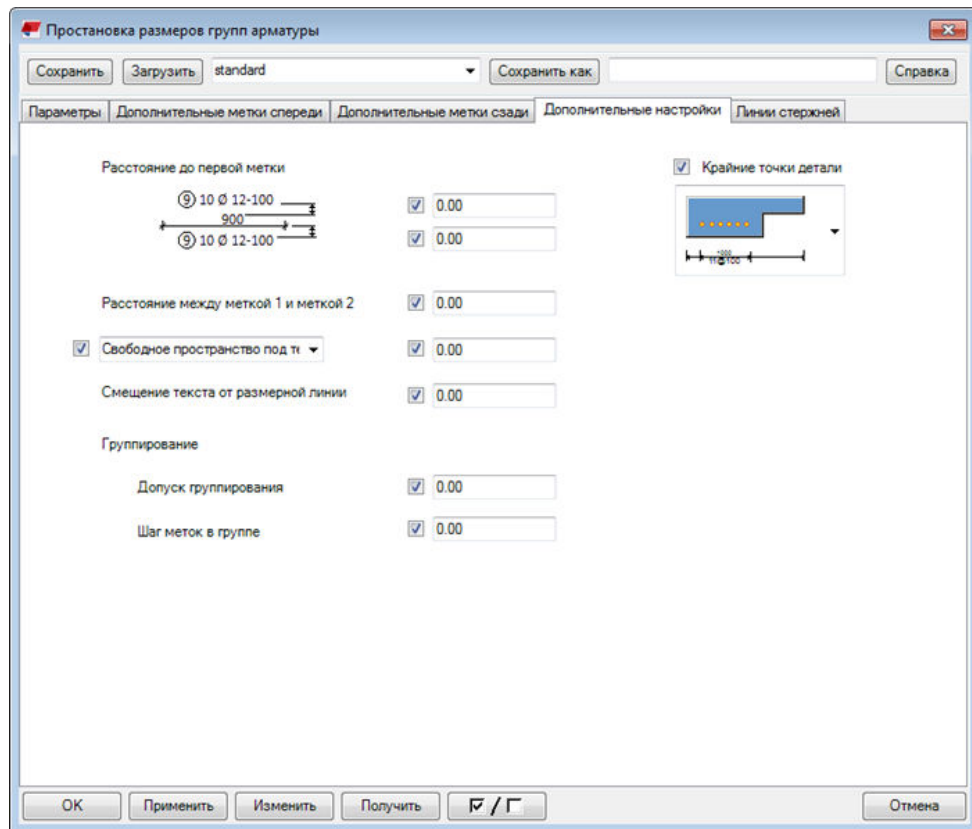 Простановка размеров групп арматуры
Сохранить Загрузить standard Сохранить как Справка
Параметры Дополнительные метки спереди Дополнительные метки сзади Дополнительные настройки Линии стержней
Расстояние до первой метки Крайние точки детали
9 10 Ø 12-100 0.00
900
9 10 Ø 12-100 0.00
11@100
Расстояние между меткой 1 и меткой 2 0.00
Свободное пространство под те 0.00
Смещение текста от размерной линии 0.00
Группирование
Допуск группирования 0.00
Шаг меток в группе 0.00
OK Применить Изменить Получить / Отмена